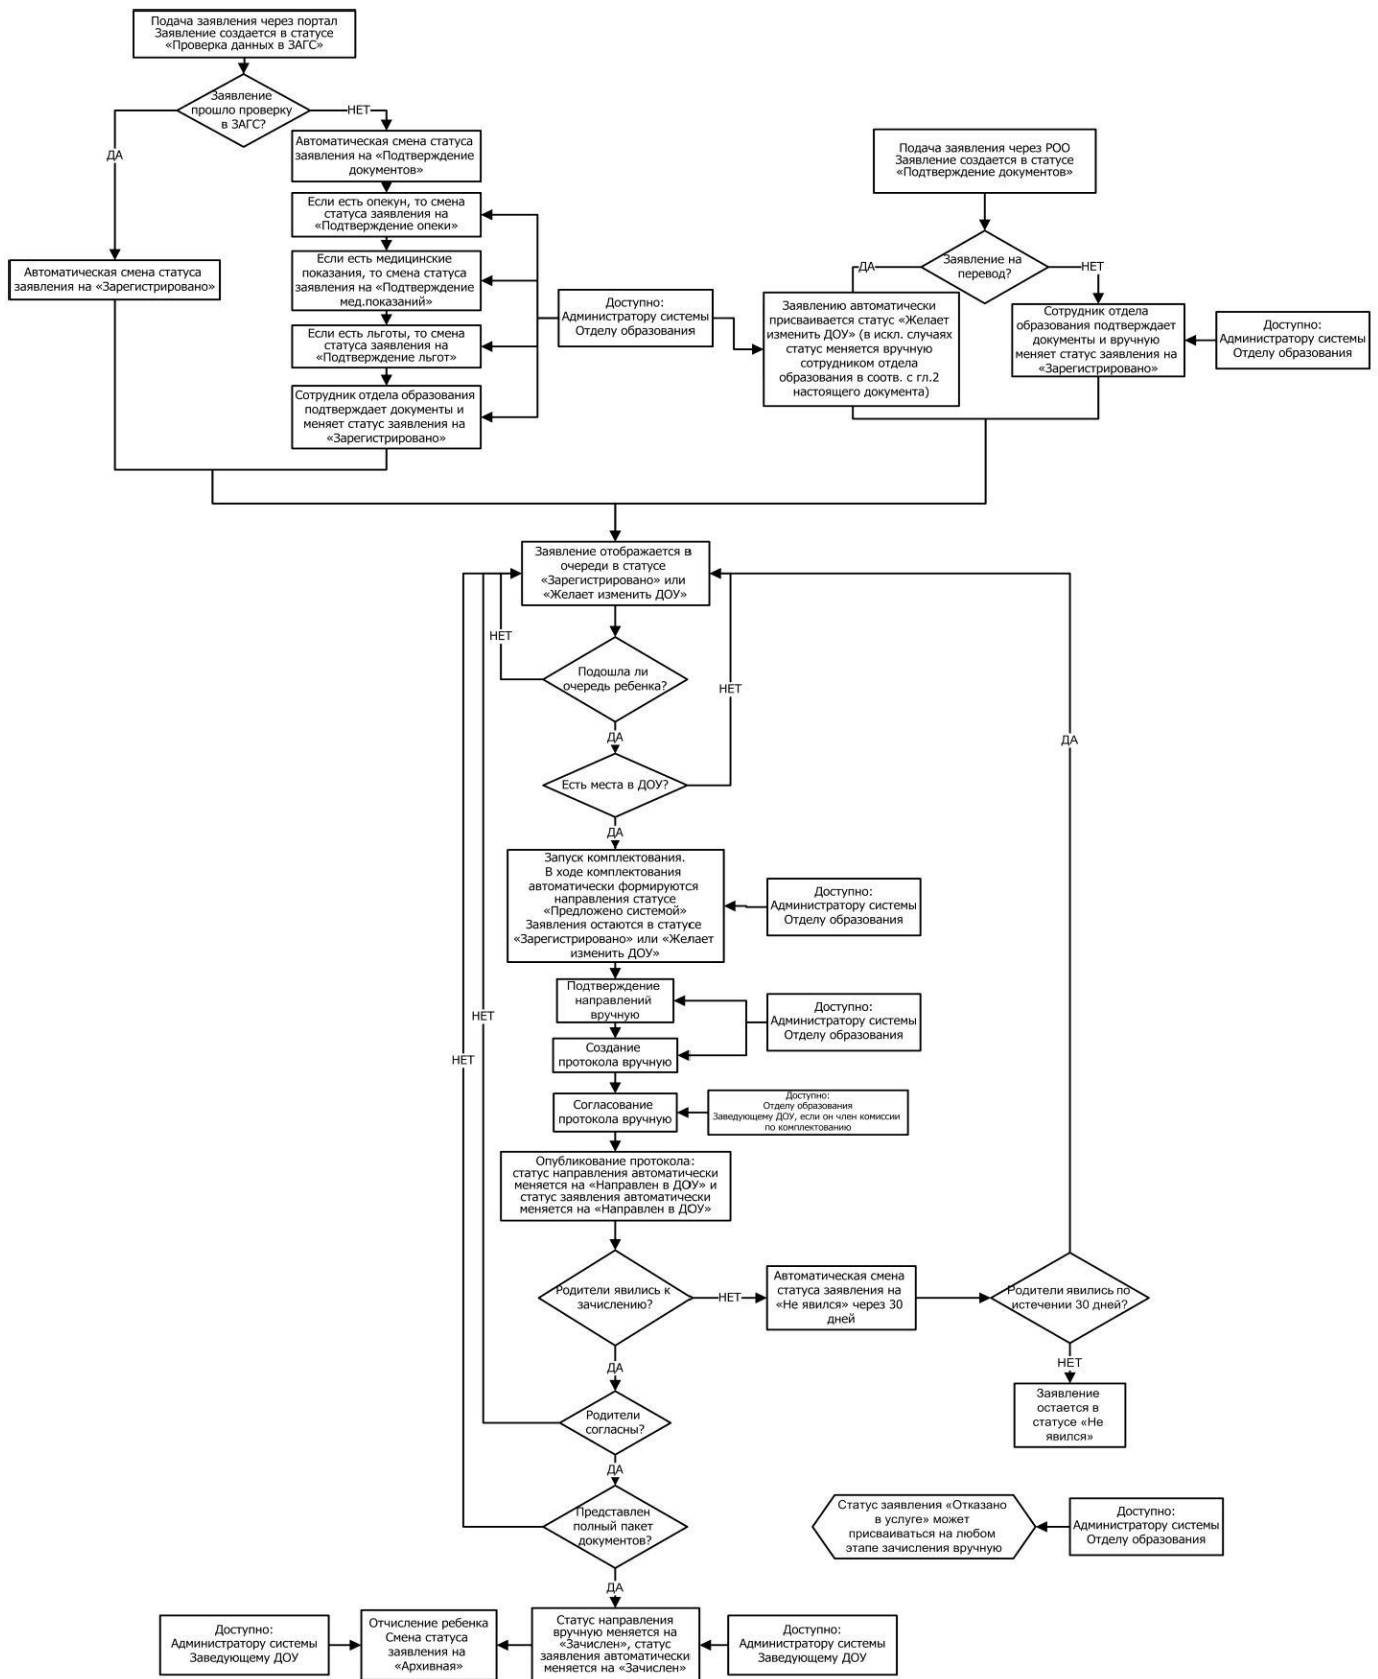 Подача заявления через портал
Заявление создается в статусе
«Проверка данных в ЗАГС»
Заявление
прошло проверку
в ЗАГС?
НЕТ
ДА
Автоматическая смена статуса
заявления на «Подтверждение
документов»
Подача заявления через РОО
Заявление создается в статусе
«Подтверждение документов»
Если есть опекун, то смена
статуса заявления на
«Подтверждение опеки»
Автоматическая смена статуса
заявления на «Зарегистрировано»
Если есть медицинские
показания, то смена статуса
заявления на «Подтверждение
мед.показаний»
Заявление на
перевод?
ДА
НЕТ
Если есть льготы, то смена
статуса заявления на
«Подтверждение льгот»
Доступно:
Администратору системы
Отделу образования
Заявлению автоматически
присваивается статус «Желает
изменить ДОУ» (в искл. случаях
статус меняется вручную
сотрудником отдела
образования в соотв. с гл.2
настоящего документа)
Сотрудник отдела
образования подтверждает
документы и вручную
меняет статус заявления на
«Зарегистрировано»
Доступно:
Администратору системы
Отделу образования
Сотрудник отдела образования
подтверждает документы и
меняет статус заявления на
«Зарегистрировано»
Заявление отображается в
очереди в статусе
«Зарегистрировано» или
«Желает изменить ДОУ»
НЕТ
Подошла ли
очередь ребенка?
НЕТ
ДА
ДА
Есть места в ДОУ?
ДА
Запуск комплектования.
В ходе комплектования
автоматически формируются
направления статусе
«Предложено системой»
Заявления остаются в статусе
«Зарегистрировано» или «Желает
изменить ДОУ»
Доступно:
Администратору системы
Отделу образования
Подтверждение
направлений
вручную
Доступно:
Администратору системы
Отделу образования
НЕТ
НЕТ
Создание
протокола вручную
Согласование
протокола вручную
Доступно:
Отделу образования
Заведующему ДОУ, если он член комиссии
по комплектованию
Опубликование протокола:
статус направления автоматически
меняется на «Направлен в ДОУ» и
статус заявления автоматически
меняется на «Направлен в ДОУ»
Родители явились к
зачислению?
НЕТ
Автоматическая смена
статуса заявления на
«Не явился» через 30
дней
Родители явились по
истечении 30 дней?
ДА
НЕТ
Родители
согласны?
Заявление
остается в
статусе «Не
явился»
ДА
Представлен
полный пакет
документов?
Статус заявления «Отказано
в услуге» может
присваиваться на любом
этапе зачисления вручную
Доступно:
Администратору системы
Отделу образования
ДА
Доступно:
Администратору системы
Заведующему ДОУ
Отчисление ребенка
Смена статуса
заявления на
«Архивная»
Статус направления
вручную меняется на
«Зачислен», статус
заявления автоматически
меняется на «Зачислен»
Доступно:
Администратору системы
Заведующему ДОУ